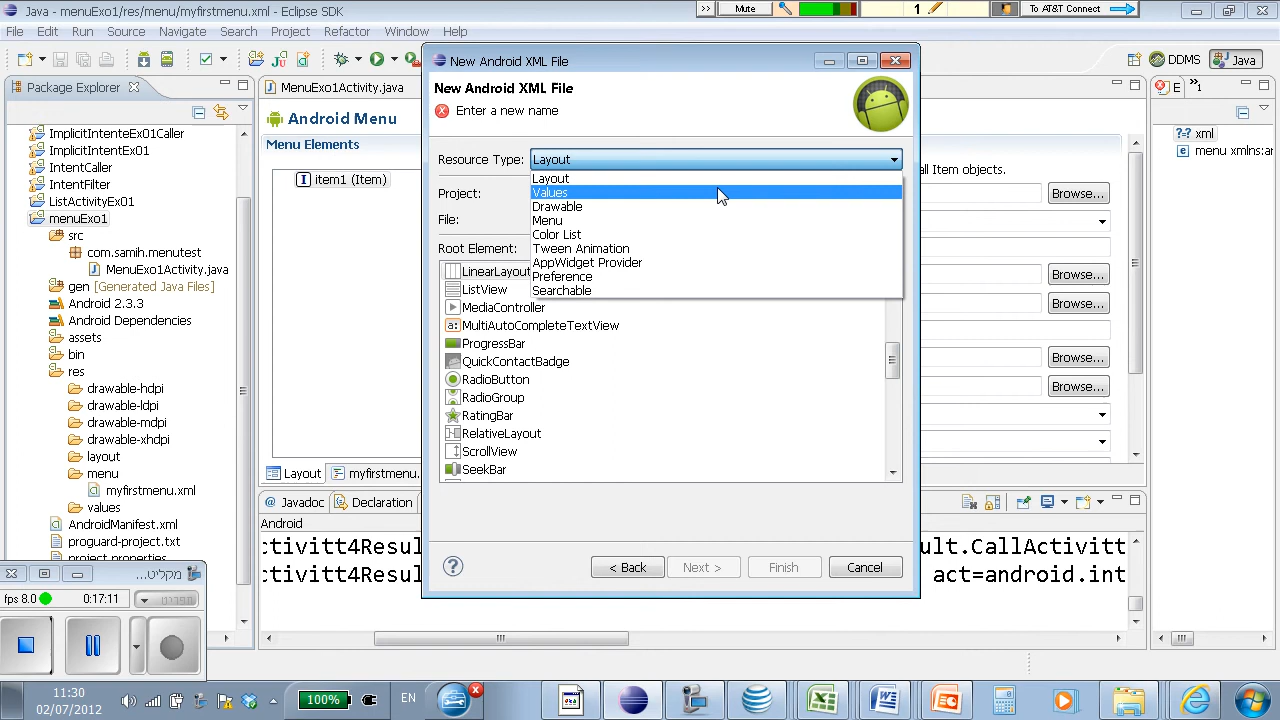 Java - menuExo1/res/menu/myfirstmenu.xml - Eclipse SDK
Mute
1
To AT&T Connect
File Edit Run Source Navigate Search Project Refactor Window Help
DDMS
Java
Package Explorer
ImplicitIntenteEx01Caller
ImplicitIntentEx01
IntentCaller
IntentFilter
ListActivityEx01
menuExo1
src
com.samih.menutest
MenuExo1Activity.java
gen [Generated Java Files]
Android 2.3.3
Android Dependencies
assets
bin
res
drawable-hdpi
drawable-ldpi
drawable-mdpi
drawable-xhdpi
layout
menu
myfirstmenu.xml
values
AndroidManifest.xml
proguard-project.txt
project.properties
MenuExo1Activity.java
Android Menu
Menu Elements
item1 (Item)
Layout
myfirstmenu.
New Android XML File
New Android XML File
Enter a new name
Resource Type:
Layout
Layout
Values
Drawable
Menu
Color List
Tween Animation
AppWidget Provider
Preference
Searchable
Project:
File:
Root Element:
LinearLayout
ListView
MediaController
MultiAutoCompleteTextView
ProgressBar
QuickContactBadge
RadioButton
RadioGroup
RatingBar
RelativeLayout
ScrollView
SeekBar
< Back
Next >
Finish
Cancel
all Item objects.
Browse...
Browse...
Browse...
Browse...
Browse...
E
1
xml
menu xmlns:an
Javadoc
Declaration
Android
ctivitt4Resul
ult.CallActivitt
ctivitt4Resul
act=android.int
מקליט...
fps 8.0
0:17:11
תפריט
11:30
02/07/2012
100%
EN